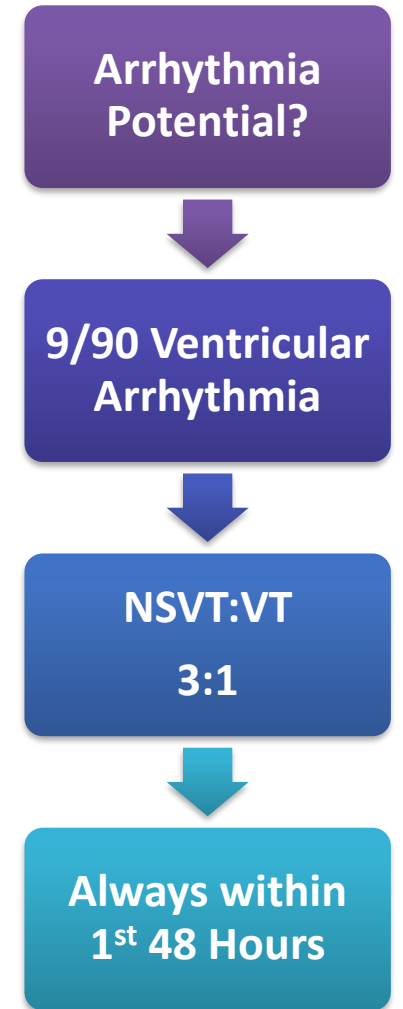 Arrhythmia
Potential?
9/90 Ventricular
Arrhythmia
NSVT:VT
3:1
Always within
1st 48 Hours